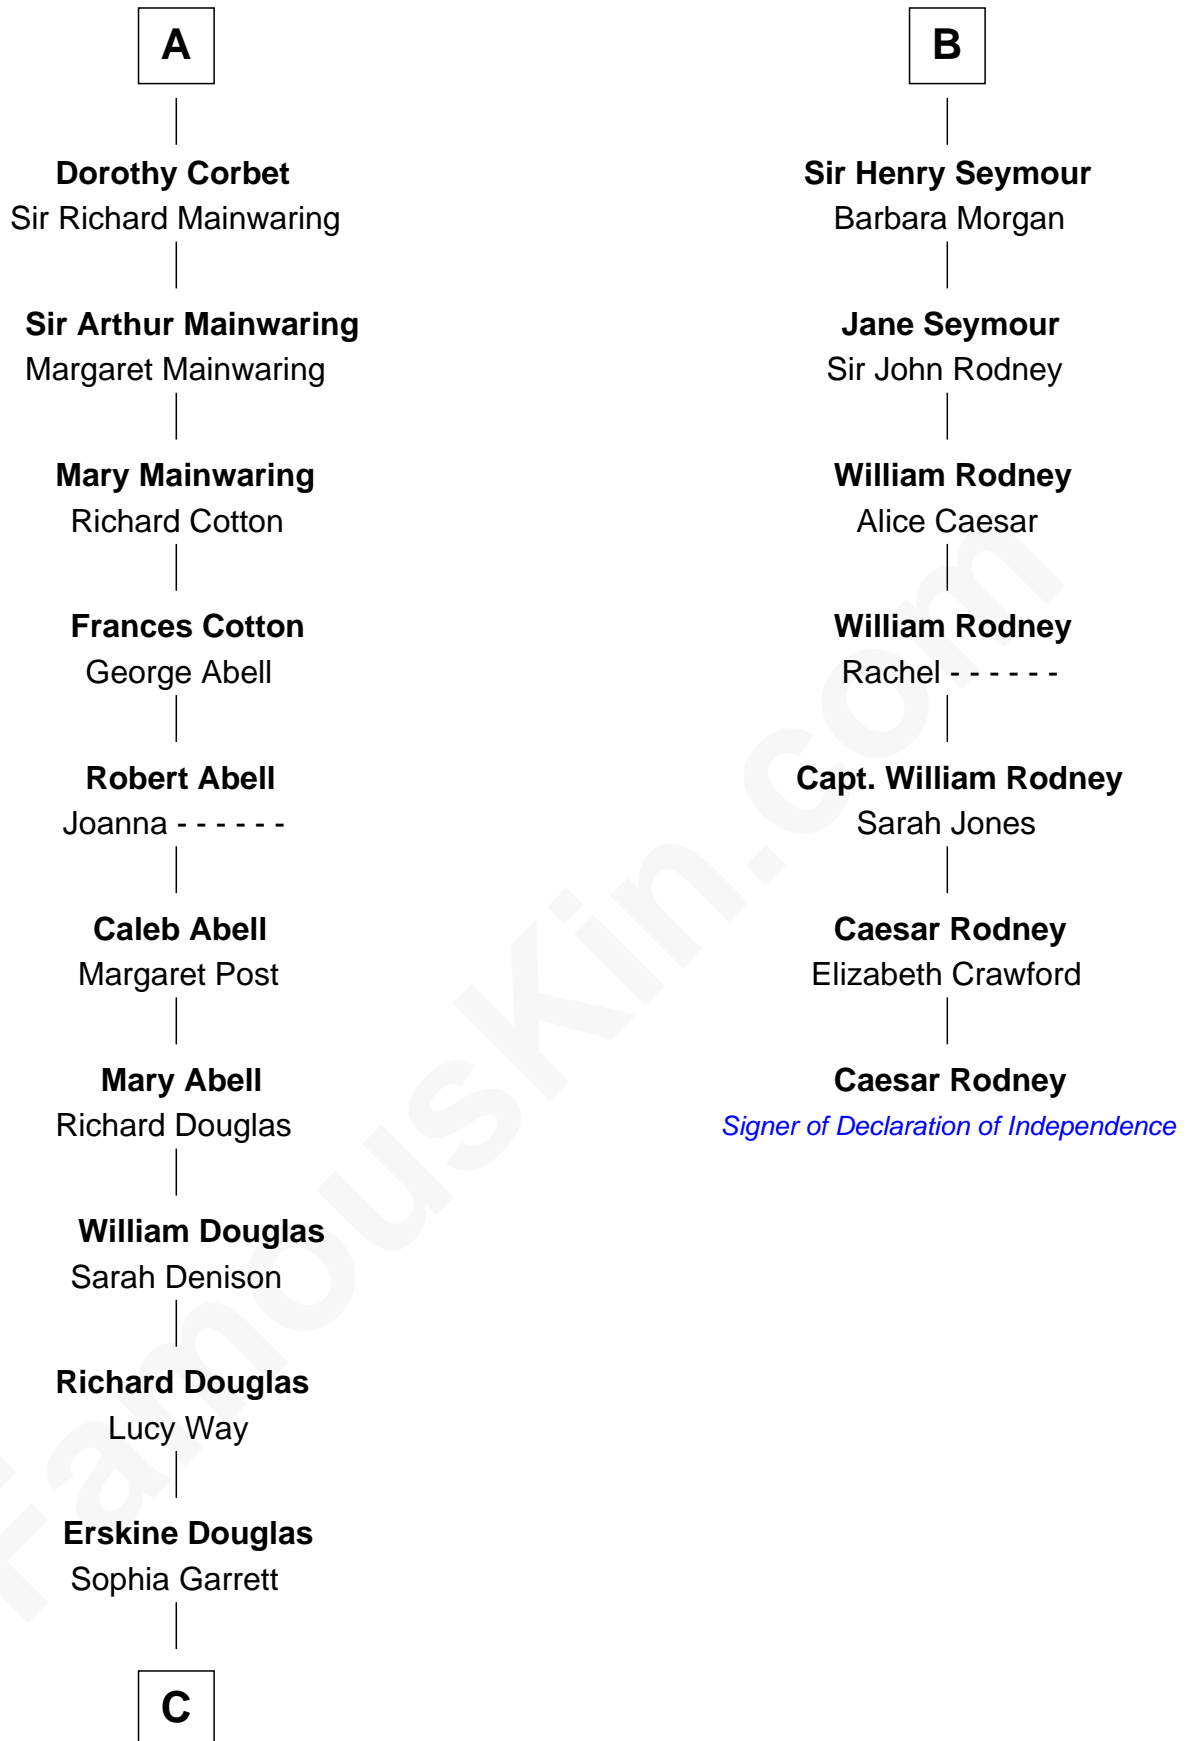 A
Dorothy Corbet
Sir Richard Mainwaring
Sir Arthur Mainwaring
Margaret Mainwaring
Mary Mainwaring
Richard Cotton
Frances Cotton
George Abell
Robert Abell
Joanna - - - - - -
Caleb Abell
Margaret Post
Mary Abell
Richard Douglas
William Douglas
Sarah Denison
Richard Douglas
Lucy Way
Erskine Douglas
Sophia Garrett
C
B
Sir Henry Seymour
Barbara Morgan
Jane Seymour
Sir John Rodney
William Rodney
Alice Caesar
William Rodney
Rachel - - - - - -
Capt. William Rodney
Sarah Jones
Caesar Rodney
Elizabeth Crawford
Caesar Rodney
Signer of Declaration of Independence
FamousKin.com